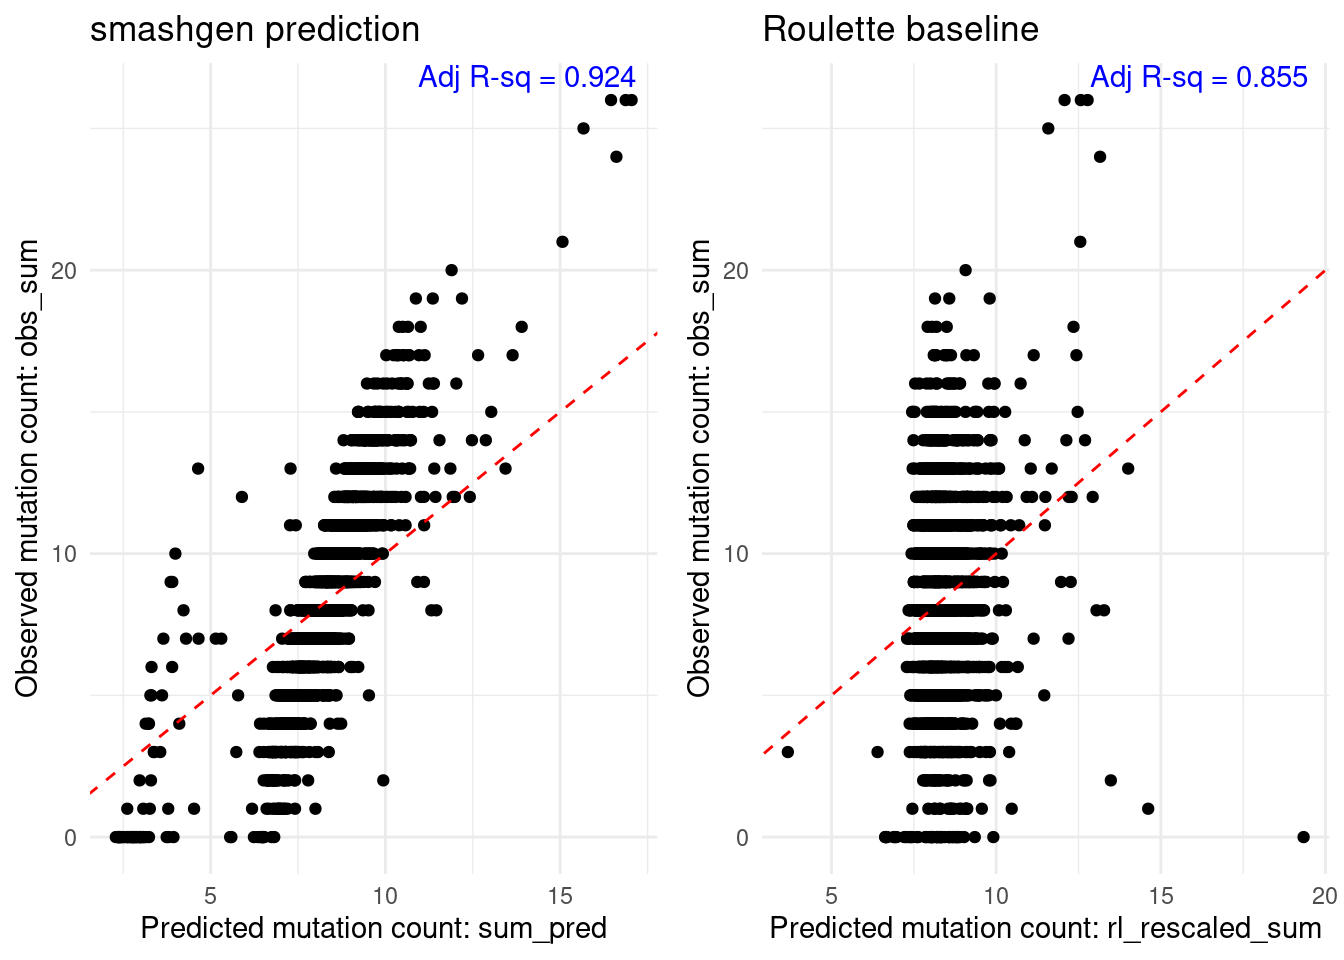 smashgen prediction
Adj R-sq = 0.924
Observed mutation count: obs_sum
20
10
0
5
10
15
Predicted mutation count: sum_pred
Roulette baseline
Adj R-sq = 0.855
Observed mutation count: obs_sum
20
10
0
5
10
15
20
Predicted mutation count: rl_rescaled_sum